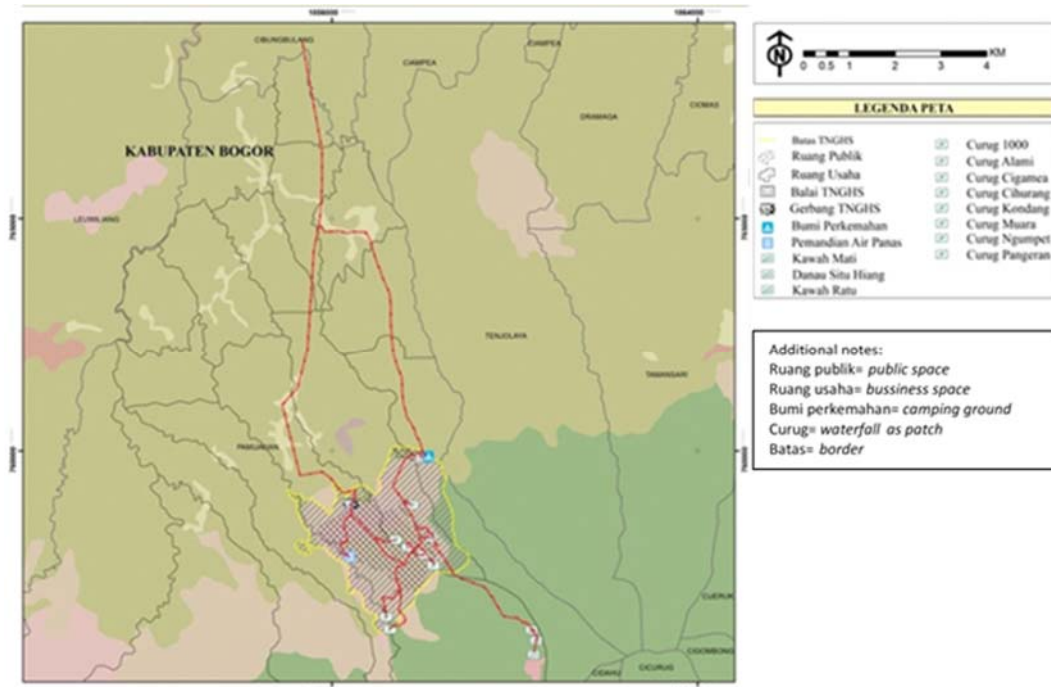 1056000
1064000
CIBUNGBULANG
CIAMPEA
CIAMPEA
CIOMAS
DRAMAGA
KABUPATEN BOGOR
LEUWILIANG
TENJOLAYA
TAMANSARI
PAMIJAHAN
CIJERUK
CIGOMBONG
CIDAHU
CICURUG
N
KM
0 0.5 1 2 3 4
LEGENDA PETA
Batas TNGHS
Ruang Publik
Ruang Usaha
Balai TNGHS
Gerbang TNGHS
Bumi Perkemahan
Pemandian Air Panas
Kawah Mati
Danau Situ Hiang
Kawah Ratu
Curug 1000
Curug Alami
Curug Cigamea
Curug Cihurang
Curug Kondang
Curug Muara
Curug Ngumpet
Curug Pangeran
Additional notes:
Ruang publik= public space
Ruang usaha= bussiness space
Bumi perkemahan= camping ground
Curug= waterfall as patch
Batas= border